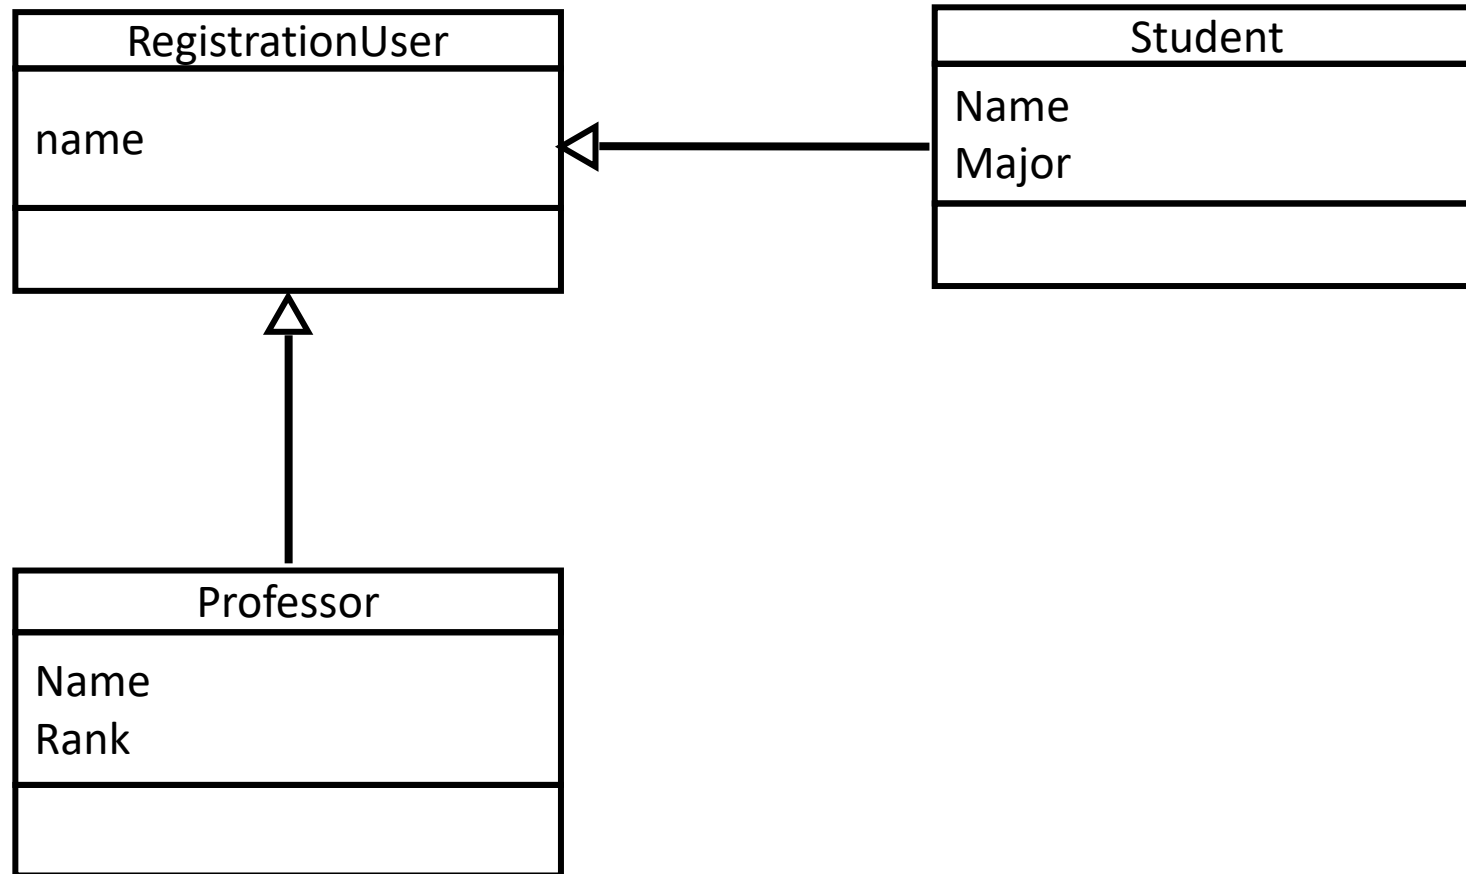 RegistrationUser
name
Student
Name
Major
Professor
Name
Rank